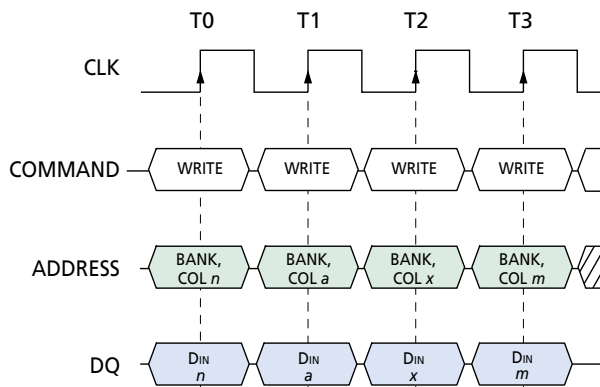 T0 T1 T2 T3
CLK
COMMAND WRITE WRITE WRITE WRITE
ADDRESS BANK, COL n BANK, COL a BANK, COL x BANK, COL m
DQ DIN n DIN a DIN x DIN m